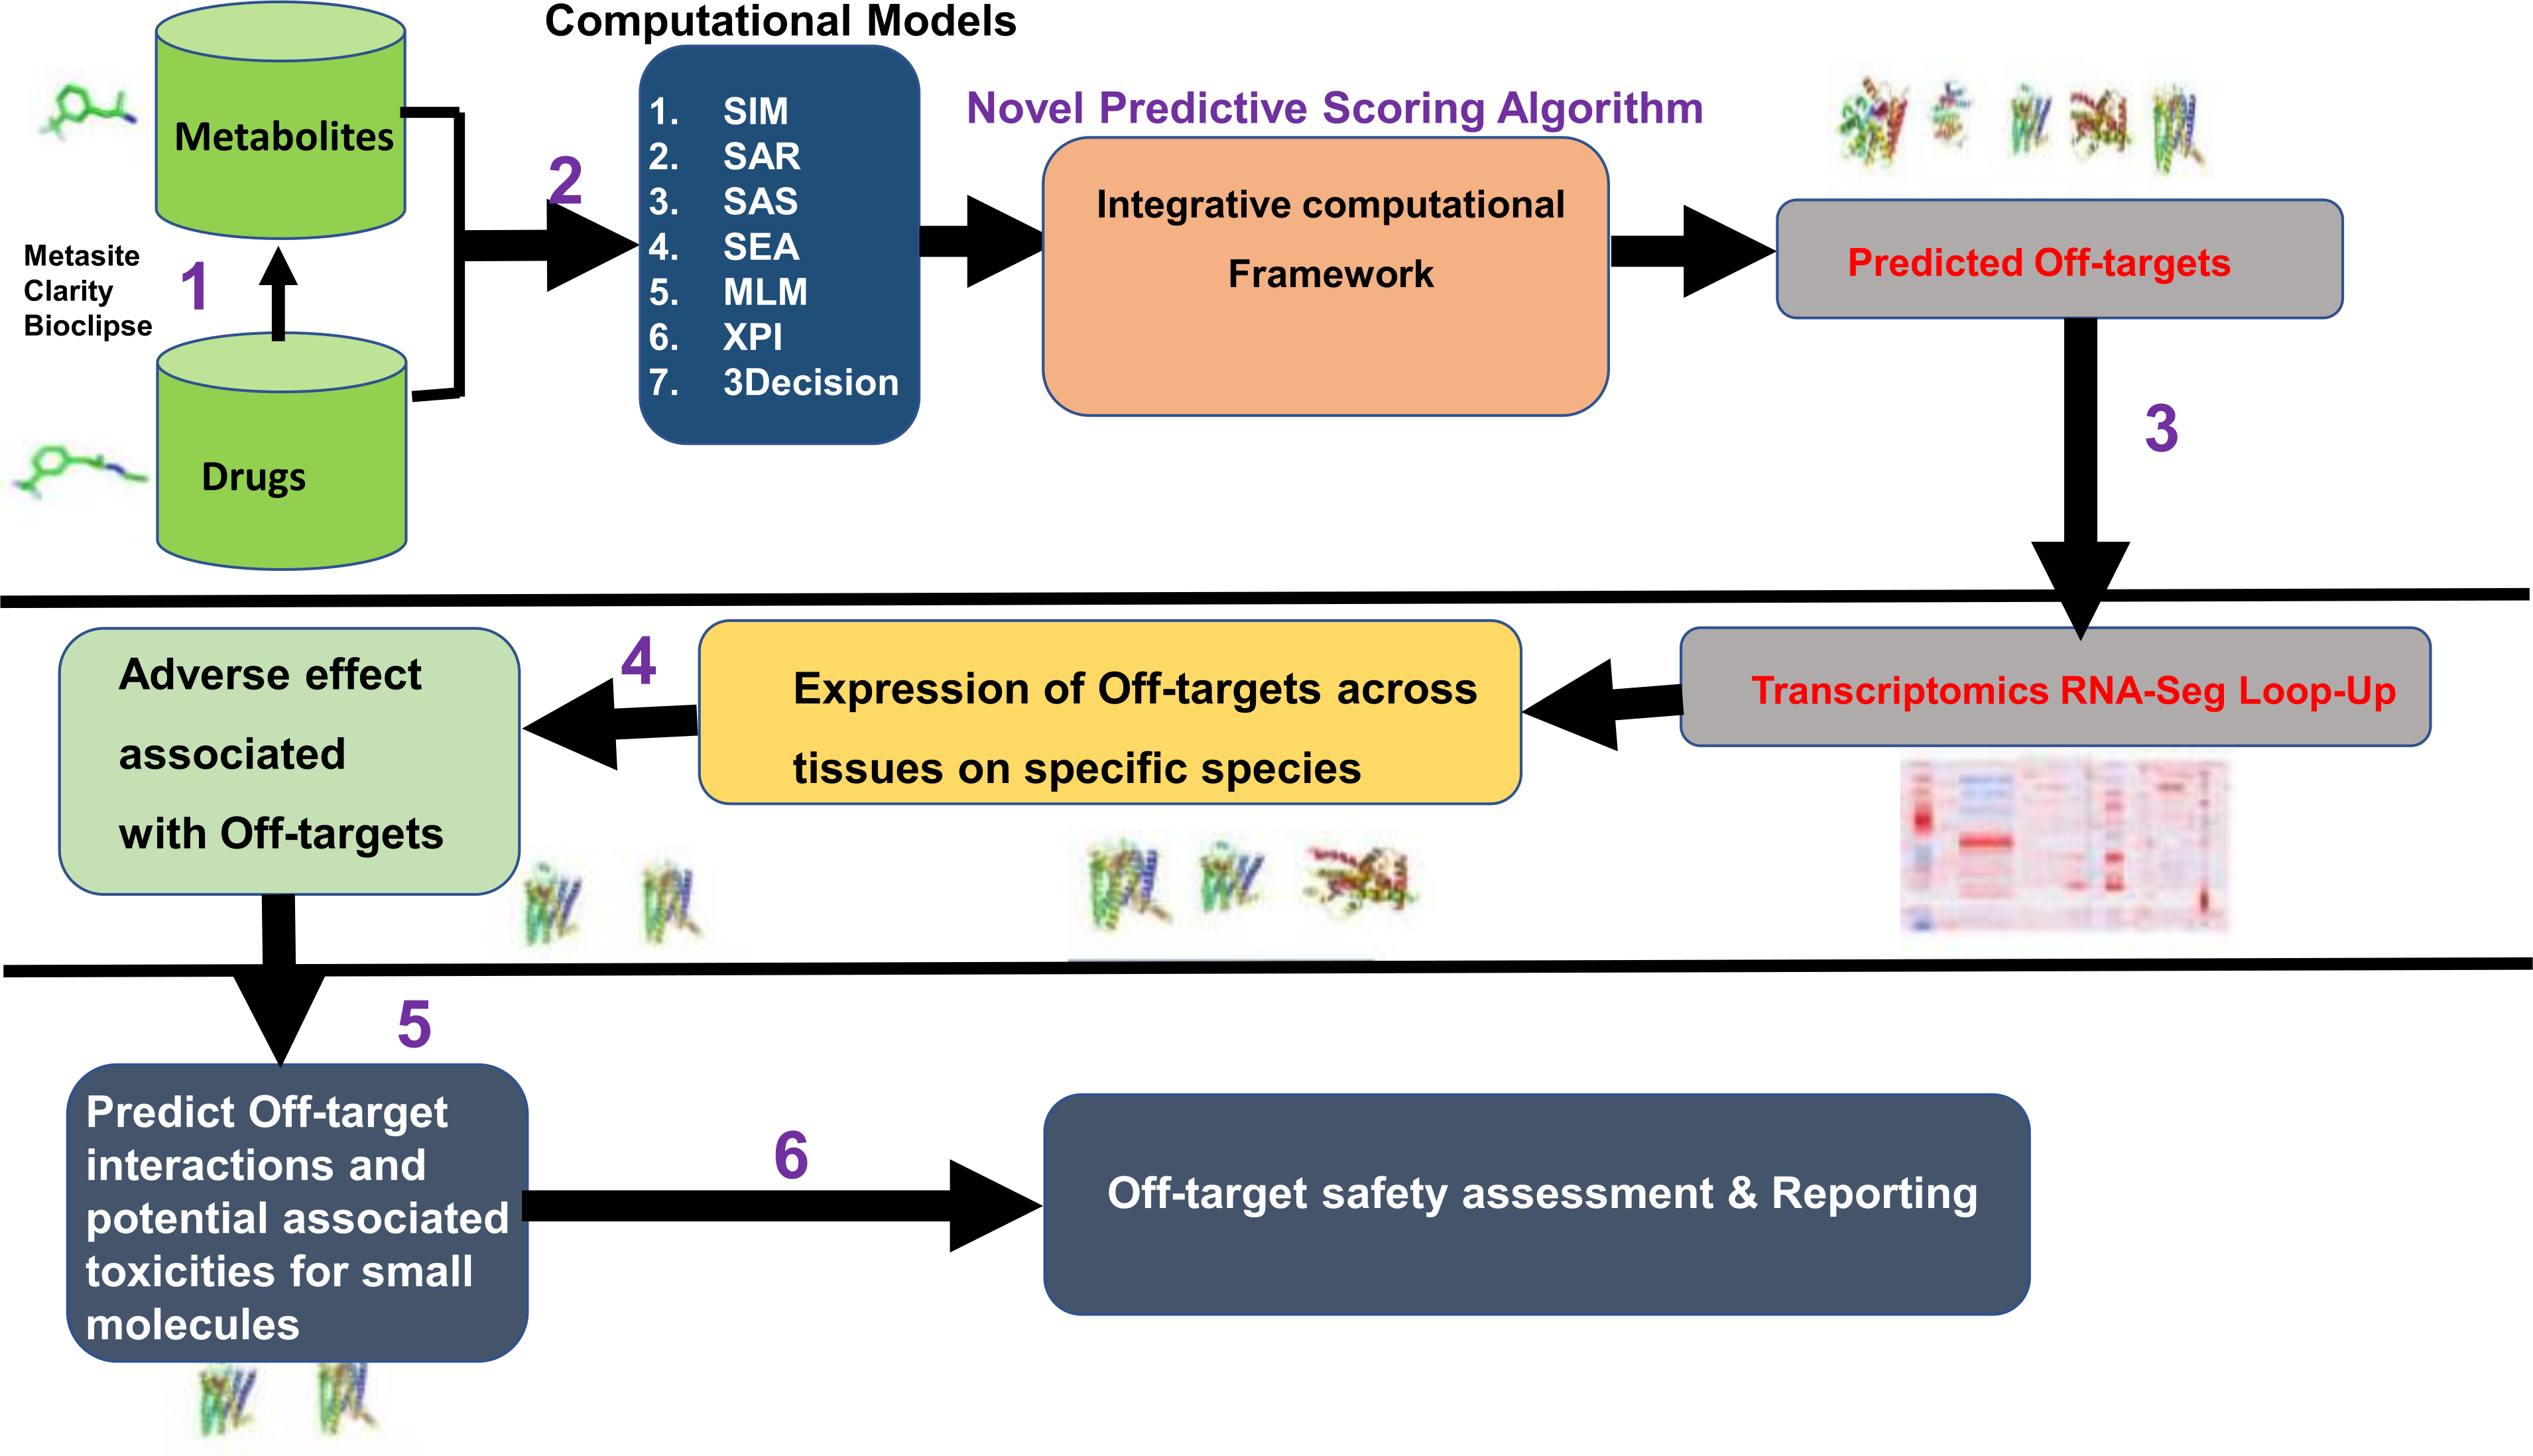 Computational Models
Metabolites
Metasite
Clarity
Bioclipse
1
Drugs
2
1. SIM
2. SAR
3. SAS
4. SEA
5. MLM
6. XPI
7. 3Decision
Novel Predictive Scoring Algorithm
Integrative computational
Framework
Predicted Off-targets
3
Transcriptomics RNA-Seg Loop-Up
Expression of Off-targets across
tissues on specific species
4
Adverse effect
associated
with Off-targets
5
Predict Off-target
interactions and
potential associated
toxicities for small
molecules
6
Off-target safety assessment & Reporting